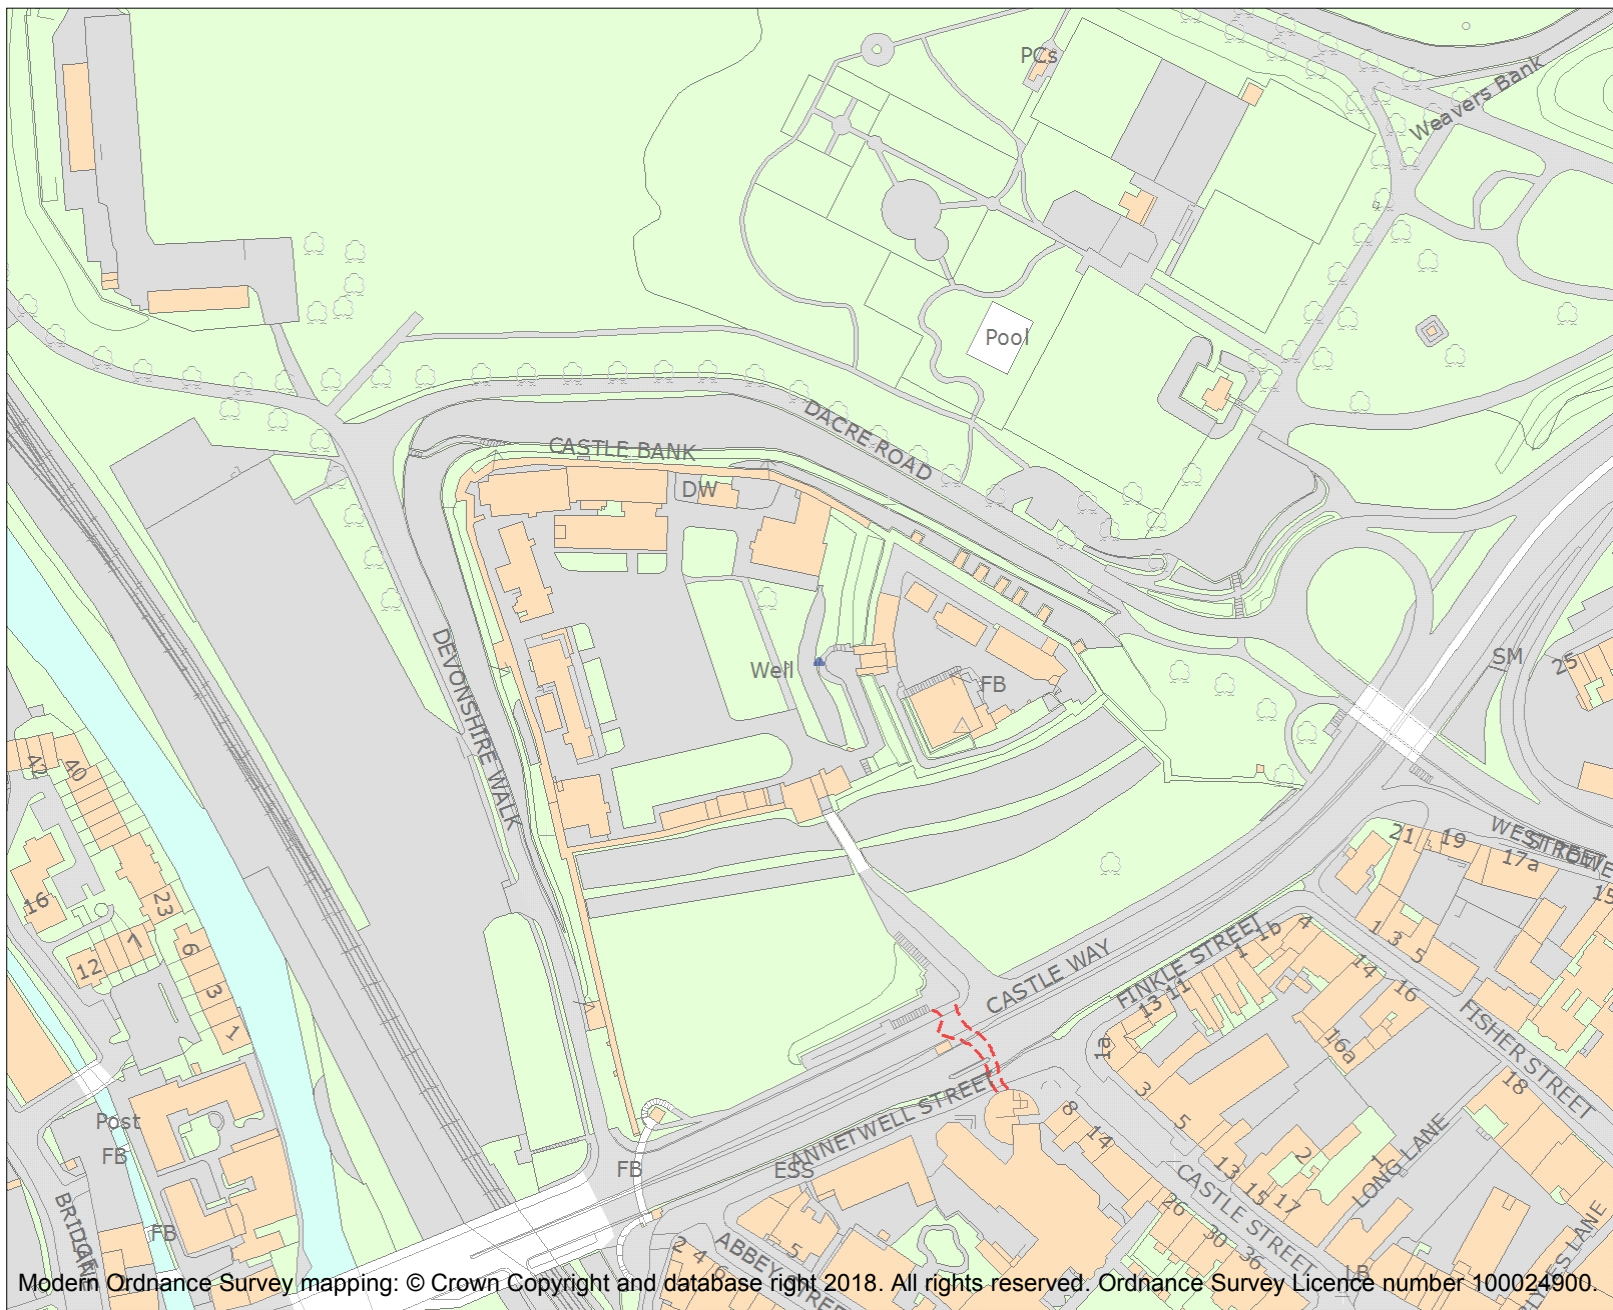 PCs
Weavers Bank
Pool
DACRE ROAD
CASTLE BANK
DW
DEVONSHIRE WALK
Well
FB
SM
25
42
40
16
23
7
12
6
3
1
21
19
17a
15
1
3
5
4
1b
1
FINKLE STREET
11
13
14
16
CASTLE WAY
1a
16a
FISHER STREET
18
3
5
8
14
ANNETWELL STREET
ESS
FB
Post
FB
FB
13
15
17
2
1
LONG LANE
CASTLE STREET
26
30
36
LB
2
4
6
5
ABBEY STREET
Modern Ordnance Survey mapping: © Crown Copyright and database right 2018. All rights reserved. Ordnance Survey Licence number 100024900.